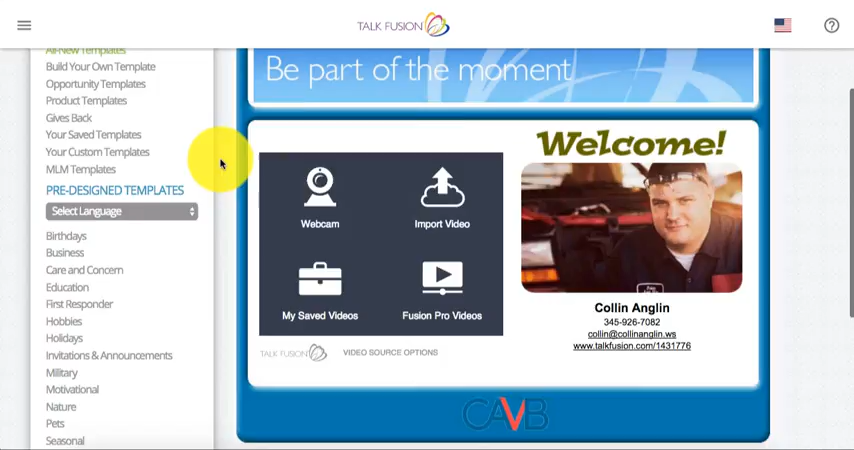 TALK FUSION
All-New Templates
Build Your Own Template
Opportunity Templates
Product Templates
Gives Back
Your Saved Templates
Your Custom Templates
MLM Templates
PRE-DESIGNED TEMPLATES
Select Language
Birthdays
Business
Care and Concern
Education
First Responder
Hobbies
Holidays
Invitations & Announcements
Military
Motivational
Nature
Pets
Seasonal
Be part of the moment
Webcam
Import Video
My Saved Videos
Fusion Pro Videos
TALK FUSION
VIDEO SOURCE OPTIONS
Welcome!
Collin Anglin
345-926-7082
collin@collinanglin.ws
www.talkfusion.com/1431776
CAVB